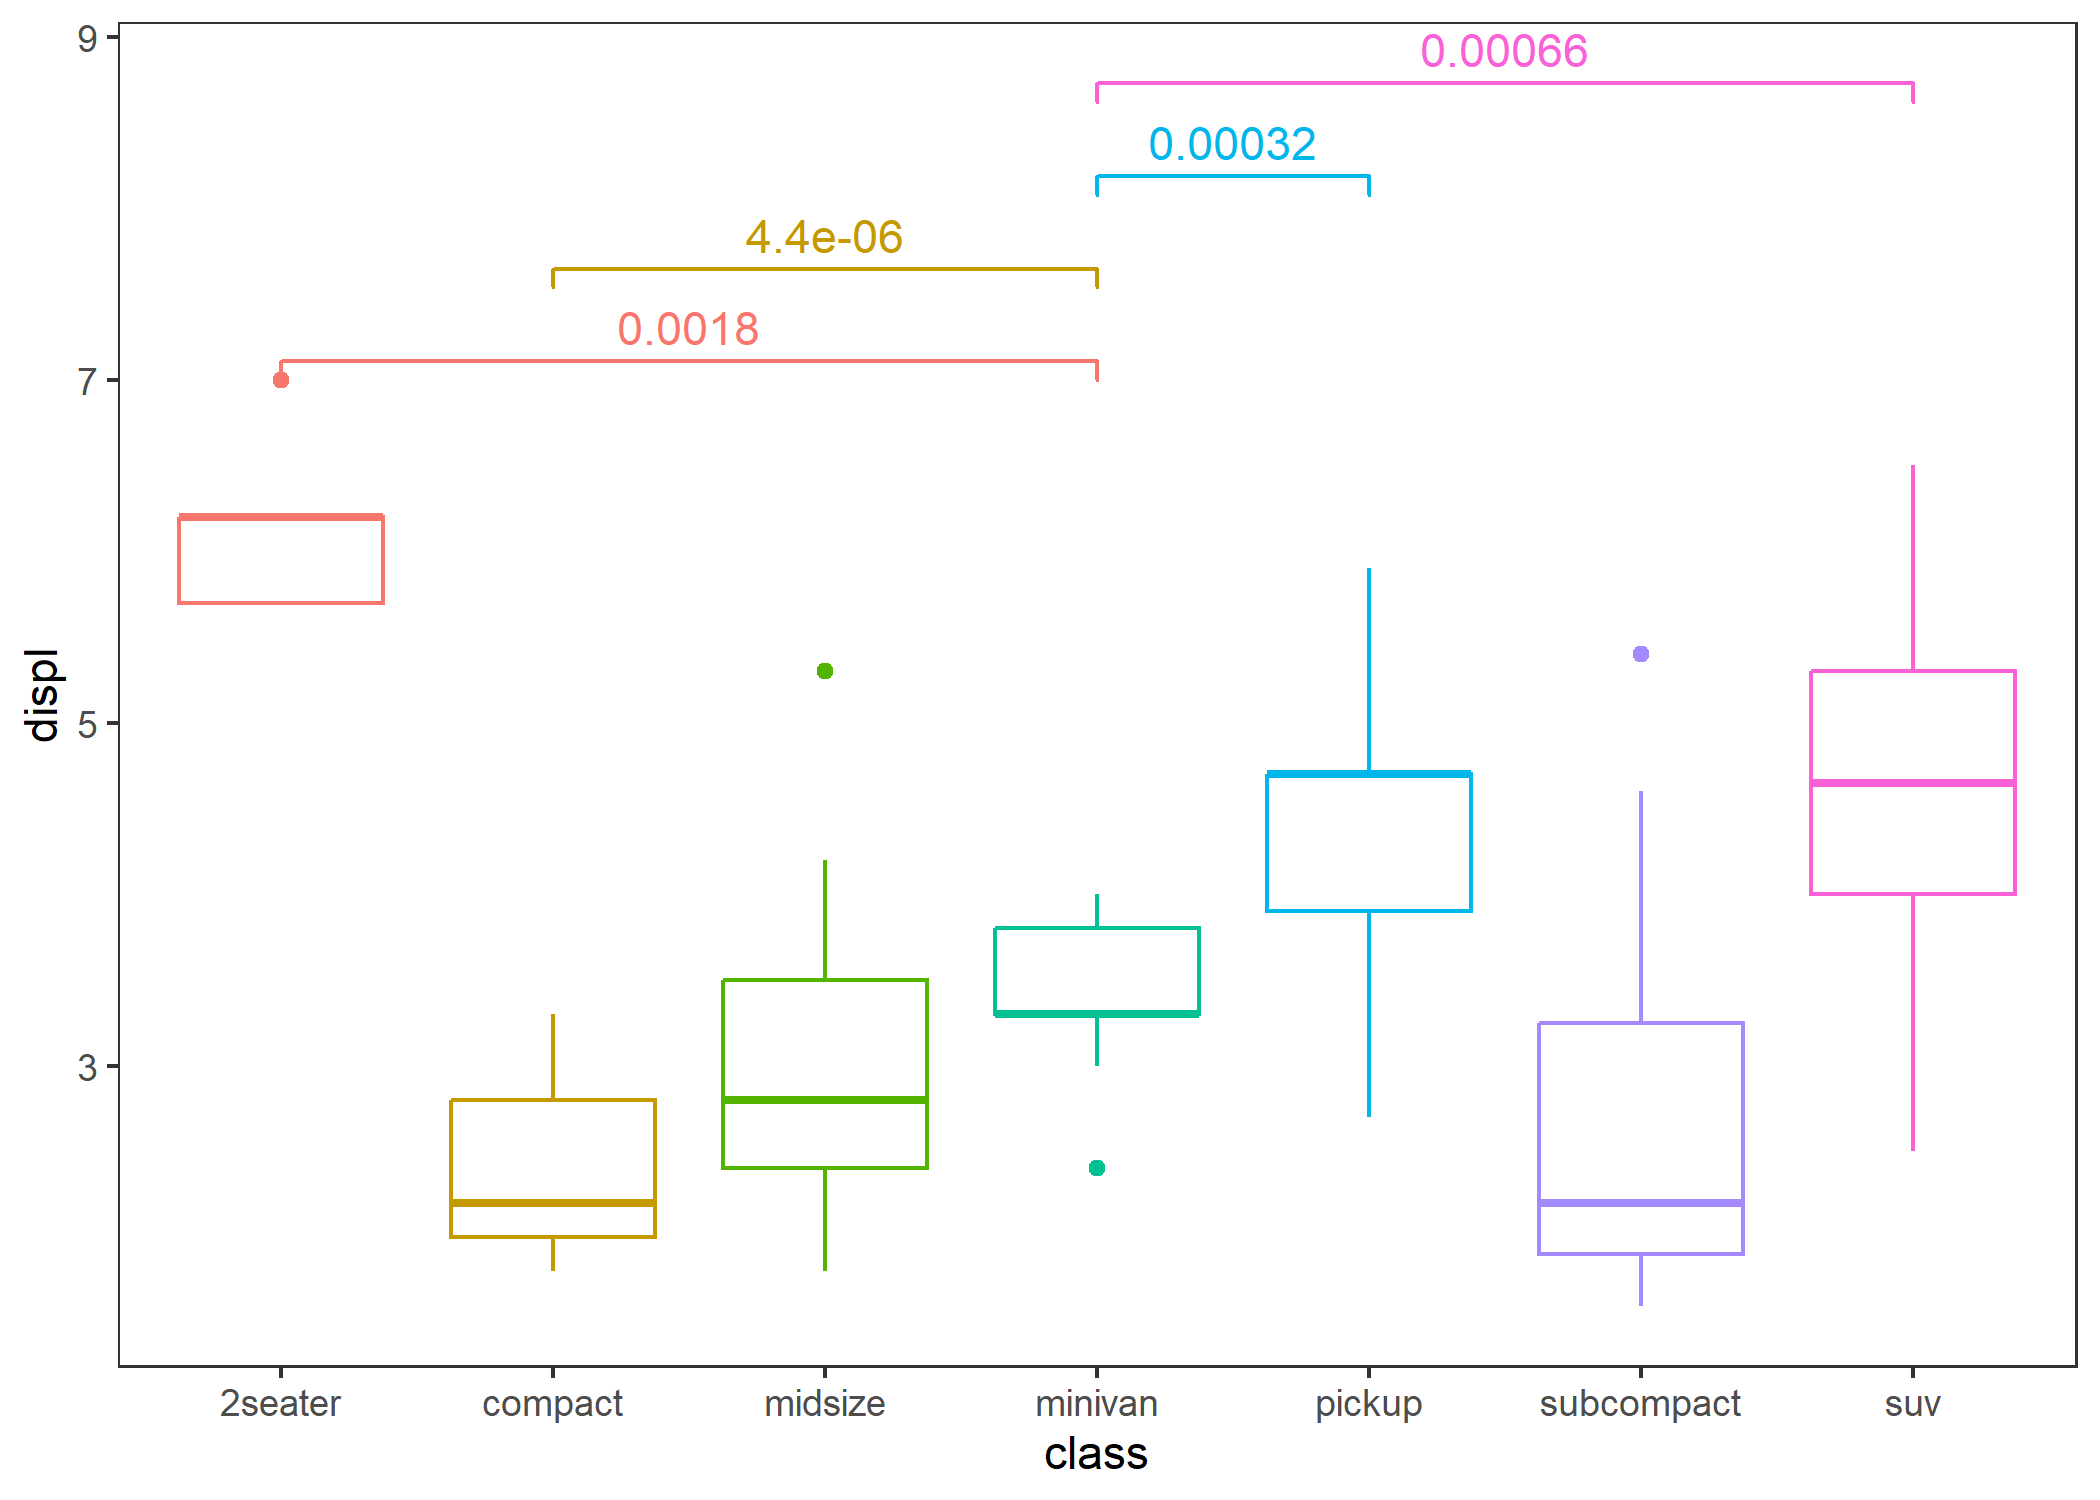 9
0.00066
0.00032
4.4e-06
0.0018
7
5
3
displ
2seater compact midsize minivan pickup subcompact suv
class